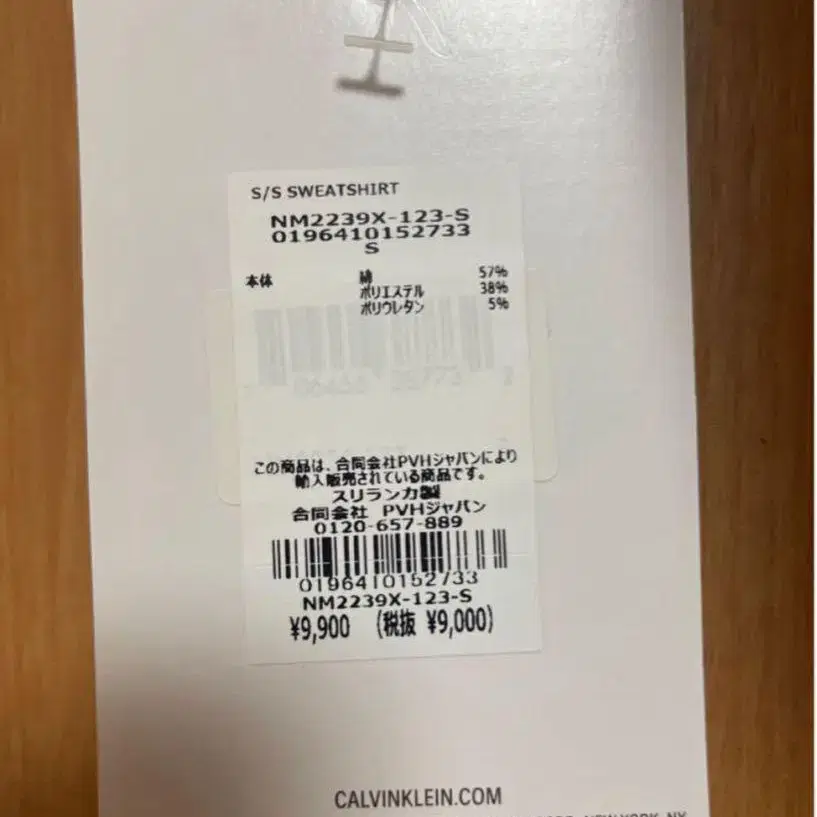 S/S SWEATSHIRT
NM2239X-123-S
0196410152733
S
本体 綿 57%
ポリエステル 38%
ポリウレタン 5%
この商品は、合同会社PVHジャパンにより
輸入販売されている商品です。
スリランカ製
合同会社 PVHジャパン
0120-657-889
0196410152733
NM2239X-123-S
¥9,900 (税抜 ¥9,000)
CALVINKLEIN.COM
NEW YORK, NY